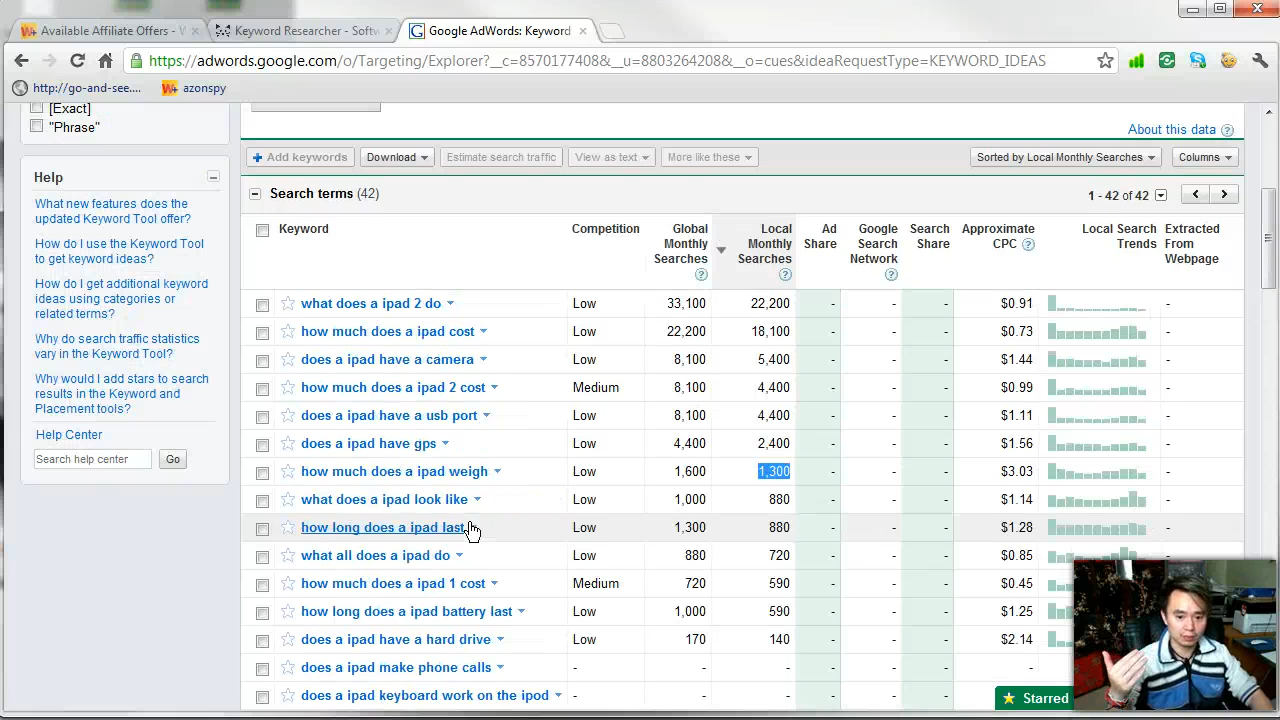 Available Affiliate Offers - W
Keyword Researcher - Softw
Google AdWords: Keyword
https://adwords.google.com/o/Targeting/Explorer?__c=8570177408&__u=8803264208&__o=cues&ideaRequestType=KEYWORD_IDEAS
http://go-and-see.... azonspy
[Exact]
"Phrase"
Help
What new features does the
updated Keyword Tool offer?
How do I use the Keyword Tool
to get keyword ideas?
How do I get additional keyword
ideas using categories or
related terms?
Why do search traffic statistics
vary in the Keyword Tool?
Why would I add stars to search
results in the Keyword and
Placement tools?
Help Center
Search help center Go
About this data ?
+ Add keywords Download Estimate search traffic View as text More like these Sorted by Local Monthly Searches Columns
Search terms (42) 1 - 42 of 42
Keyword Competition Global Monthly Searches ? Local Monthly Searches ? Ad Share Google Search Network ? Search Share Approximate CPC ? Local Search Trends Extracted From Webpage
what does a ipad 2 do Low 33,100 22,200 - - - $0.91 -
how much does a ipad cost Low 22,200 18,100 - - - $0.73 -
does a ipad have a camera Low 8,100 5,400 - - - $1.44 -
how much does a ipad 2 cost Medium 8,100 4,400 - - - $0.99 -
does a ipad have a usb port Low 8,100 4,400 - - - $1.11 -
does a ipad have gps Low 4,400 2,400 - - - $1.56 -
how much does a ipad weigh Low 1,600 1,300 - - - $3.03 -
what does a ipad look like Low 1,000 880 - - - $1.14 -
how long does a ipad last Low 1,300 880 - - - $1.28 -
what all does a ipad do Low 880 720 - - - $0.85 -
how much does a ipad 1 cost Medium 720 590 - - - $0.45
how long does a ipad battery last Low 1,000 590 - - - $1.25
does a ipad have a hard drive Low 170 140 - - - $2.14
does a ipad make phone calls - - - - - - -
does a ipad keyboard work on the ipod - - - - - -
Starred